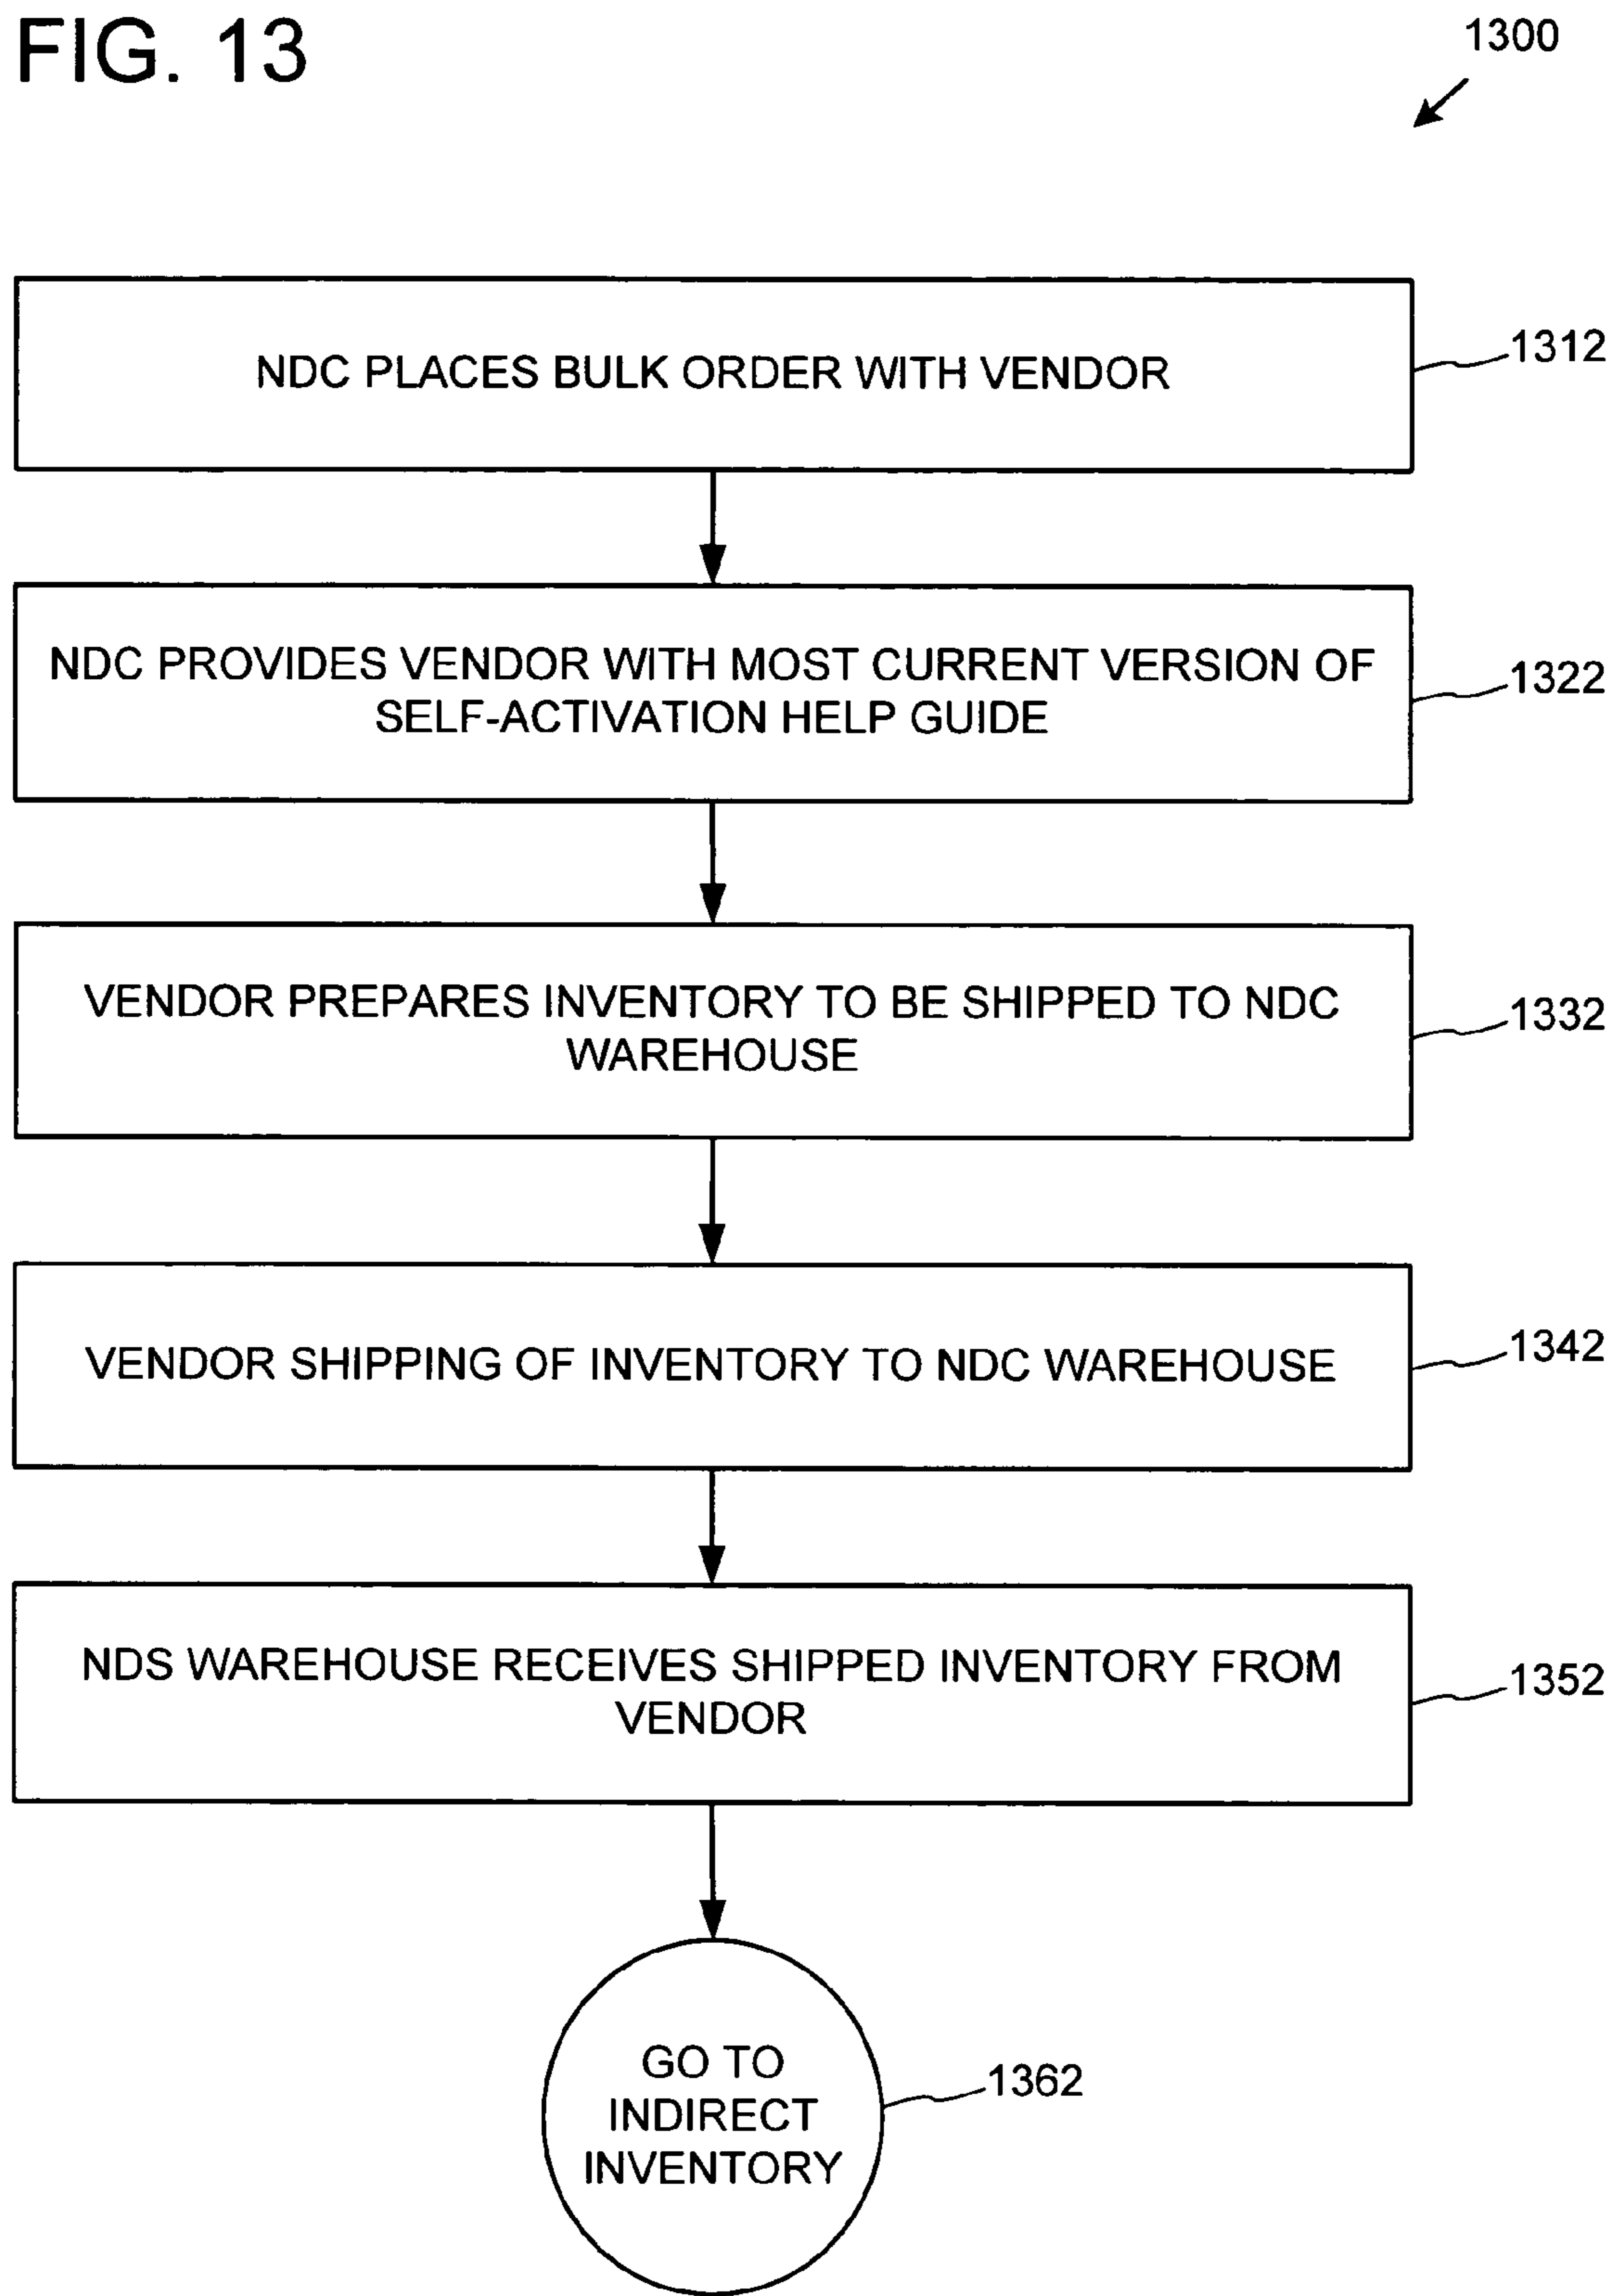 FIG. 13
1300
NDC PLACES BULK ORDER WITH VENDOR
1312
NDC PROVIDES VENDOR WITH MOST CURRENT VERSION OF
SELF-ACTIVATION HELP GUIDE
1322
VENDOR PREPARES INVENTORY TO BE SHIPPED TO NDC
WAREHOUSE
1332
VENDOR SHIPPING OF INVENTORY TO NDC WAREHOUSE
1342
NDS WAREHOUSE RECEIVES SHIPPED INVENTORY FROM
VENDOR
1352
GO TO
INDIRECT
INVENTORY
1362